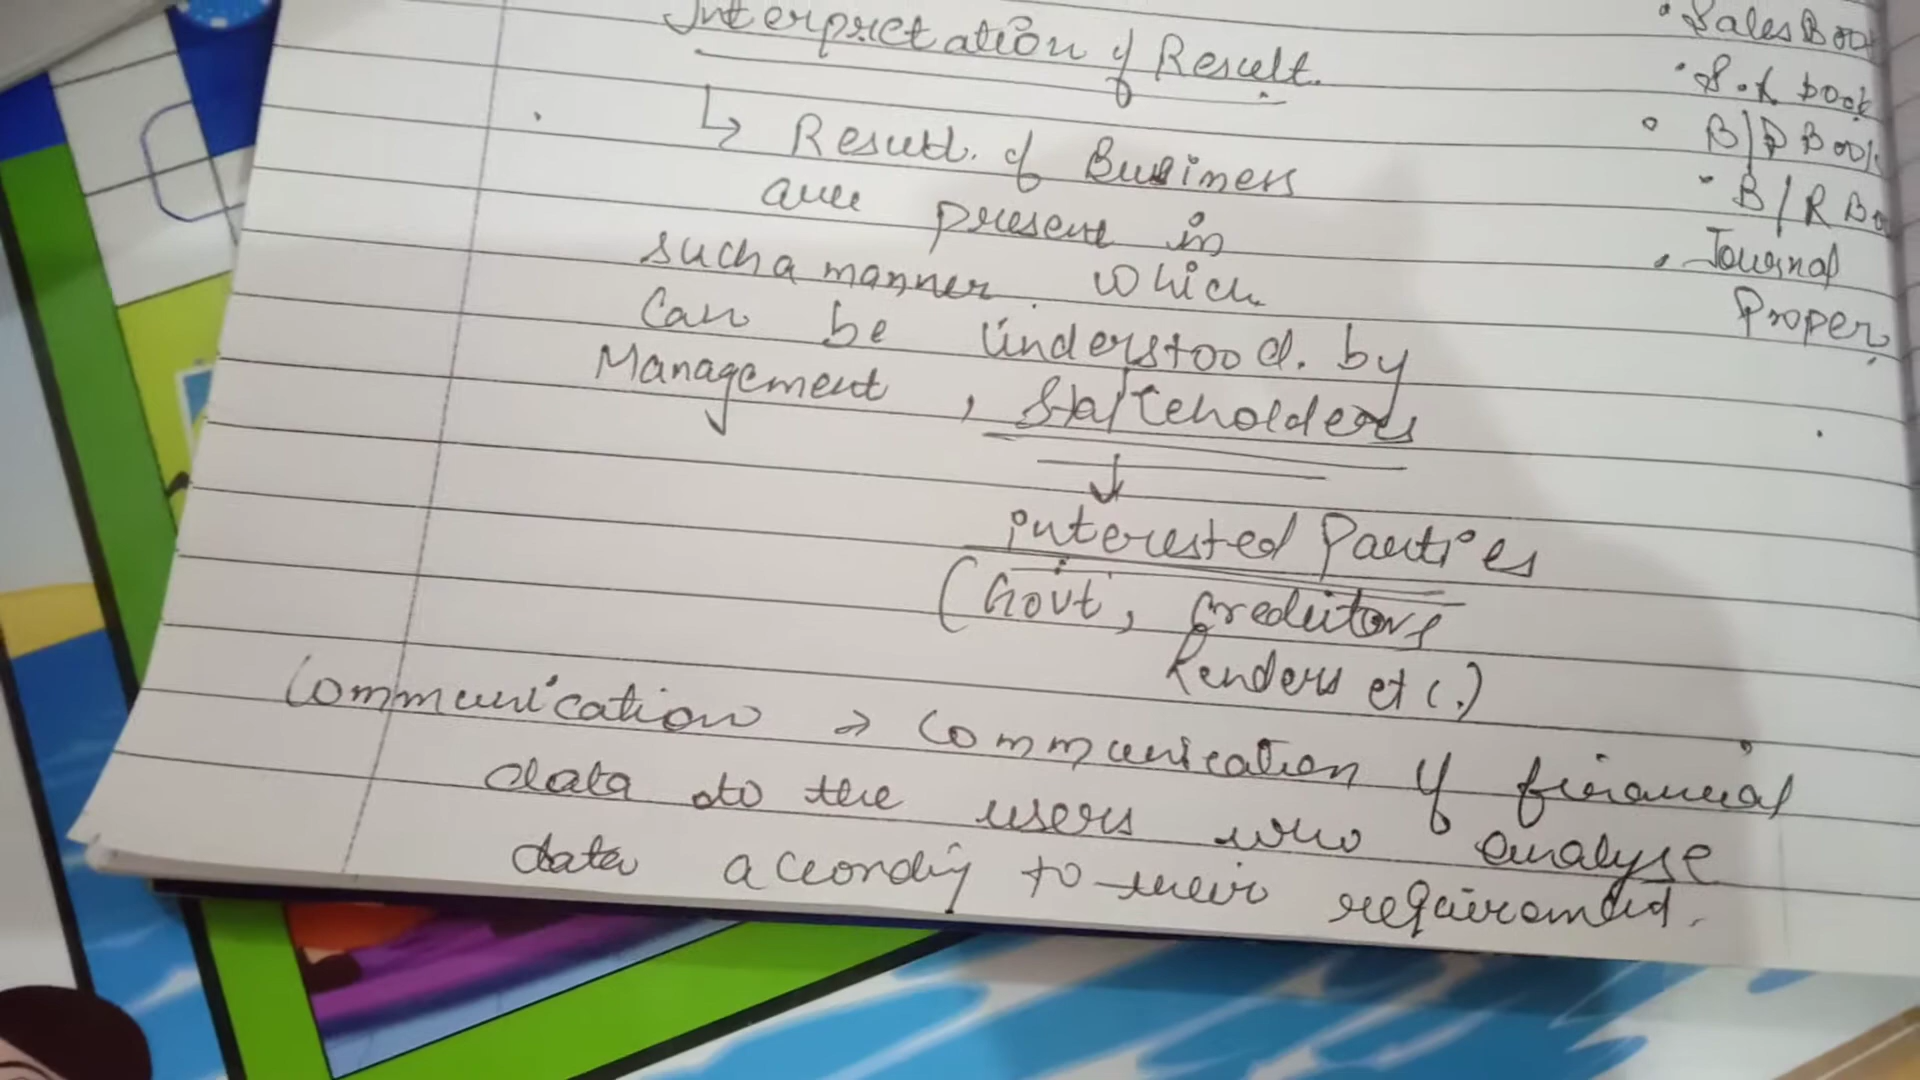 Interpretation of Result.
↳ Result. of Business
are present in
such a manner which
Can be Understood. by
Management, Stakeholders
↓
interested Parties
(Govt, creditors
lenders etc.)
Communication → Communication of financial
data to the users who analyse
data according to their
• Sales Book
• S.R book
• B/P Book
• B/R Bo
• Journal
Proper